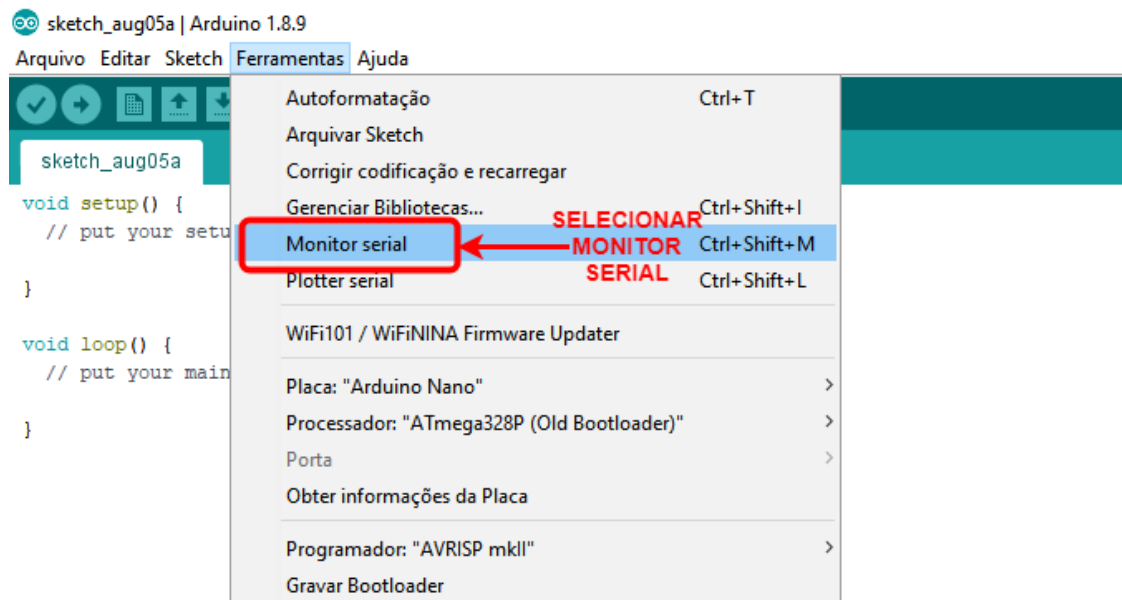 sketch_aug05a | Arduino 1.8.9
Arquivo Editar Sketch Ferramentas Ajuda
sketch_aug05a
void setup() {
// put your setu
}
void loop() {
// put your main
}
Autoformatação Ctrl+T
Arquivar Sketch
Corrigir codificação e recarregar
Gerenciar Bibliotecas... Ctrl+Shift+I
Monitor serial Ctrl+Shift+M
Plotter serial Ctrl+Shift+L
WiFi101 / WiFiNINA Firmware Updater
Placa: "Arduino Nano"
Processador: "ATmega328P (Old Bootloader)"
Porta
Obter informações da Placa
Programador: "AVRISP mkII"
Gravar Bootloader
SELECIONAR
MONITOR
SERIAL